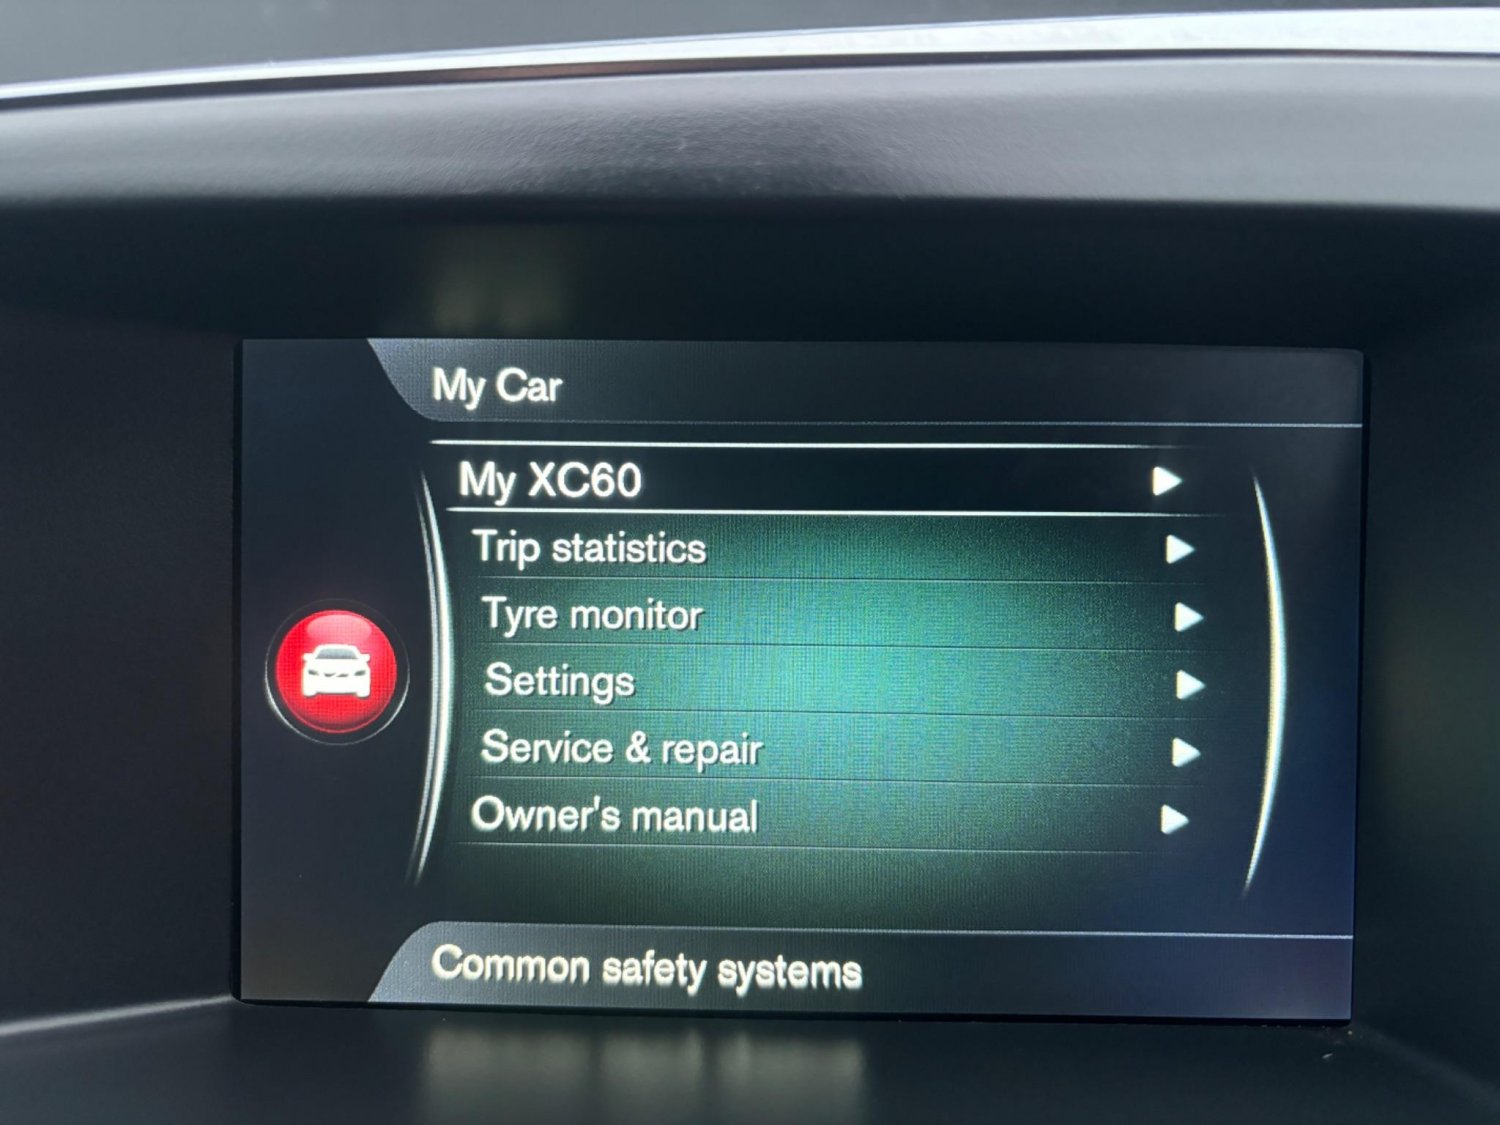 My Car
My XC60
Trip statistics
Tyre monitor
Settings
Service & repair
Owner's manual
Common safety systems